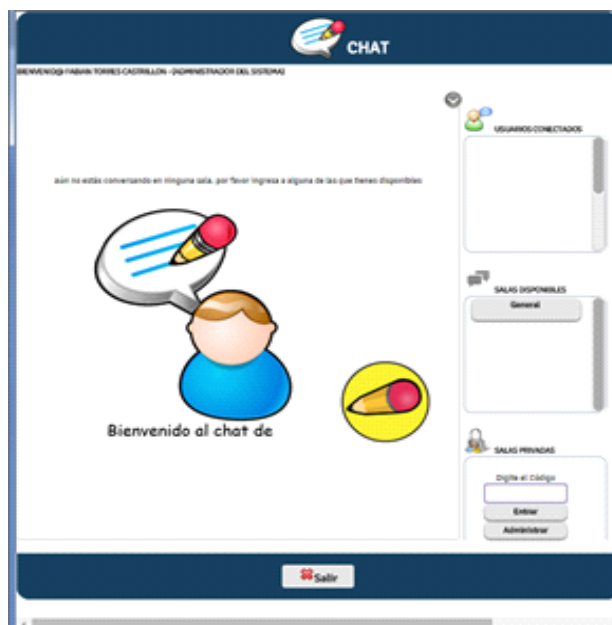 CHAT
BIENVENID@ FABIAN TORRES CASTRILLON - [ADMINISTRADOR DEL SISTEMA]
USUARIOS CONECTADOS
aún no estás conversando en ninguna sala, por favor ingresa a alguna de las que tienes disponibles
SALAS DISPONIBLES
General
Bienvenido al chat de
SALAS PRIVADAS
Digite el Código
Entrar
Administrar
Salir